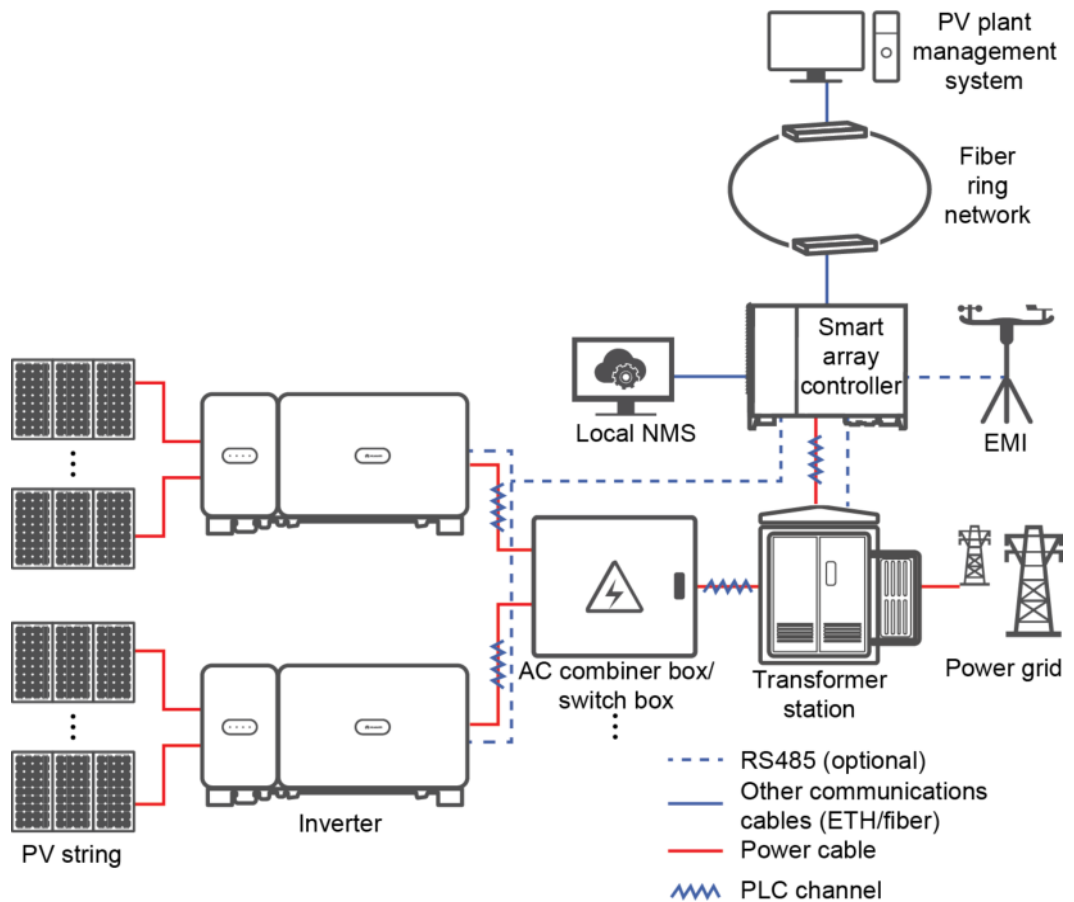 PV plant
management
system
Fiber
ring
network
Smart
array
controller
Local NMS
EMI
AC combiner box/
switch box
Transformer
station
Power grid
Inverter
PV string
RS485 (optional)
Other communications
cables (ETH/fiber)
Power cable
PLC channel